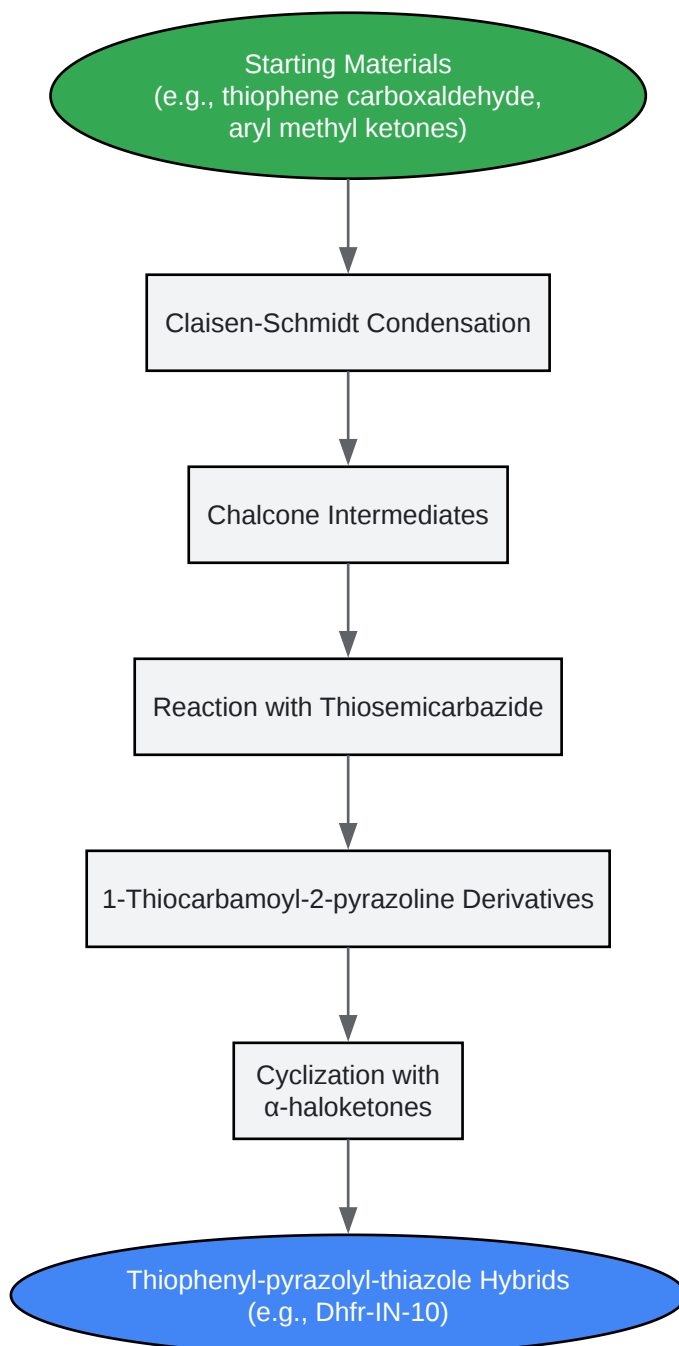 Starting Materials
(e.g., thiophene carboxaldehyde,
aryl methyl ketones)
Claisen-Schmidt Condensation
Chalcone Intermediates
Reaction with Thiosemicarbazide
1-Thiocarbamoyl-2-pyrazoline Derivatives
Cyclization with
α-haloketones
Thiophenyl-pyrazolyl-thiazole Hybrids
(e.g., Dhfr-IN-10)